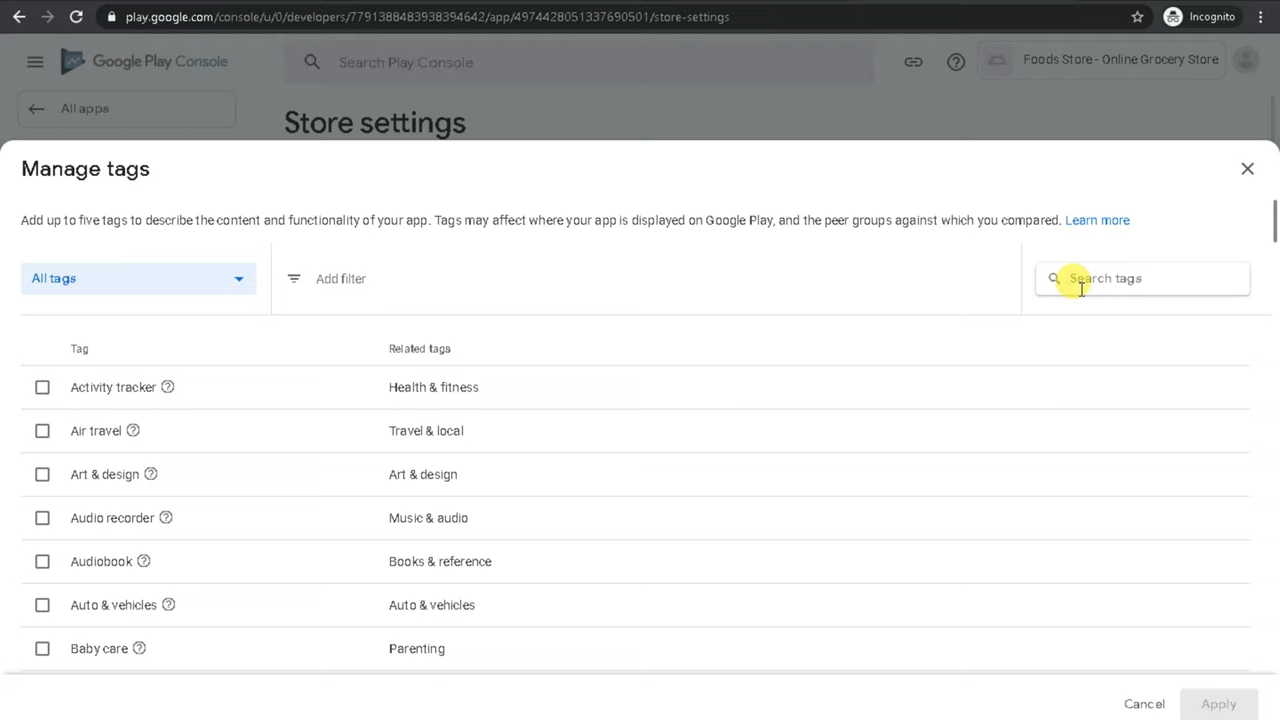 play.google.com/console/u/0/developers/7791388483938394642/app/4974428051337690501/store-settings
Incognito
Google Play Console
Search Play Console
Foods Store - Online Grocery Store
All apps
Store settings
Manage tags
Add up to five tags to describe the content and functionality of your app. Tags may affect where your app is displayed on Google Play, and the peer groups against which you compared. Learn more
All tags
Add filter
Search tags
Tag Related tags
Activity tracker Health & fitness
Air travel Travel & local
Art & design Art & design
Audio recorder Music & audio
Audiobook Books & reference
Auto & vehicles Auto & vehicles
Baby care Parenting
Cancel Apply